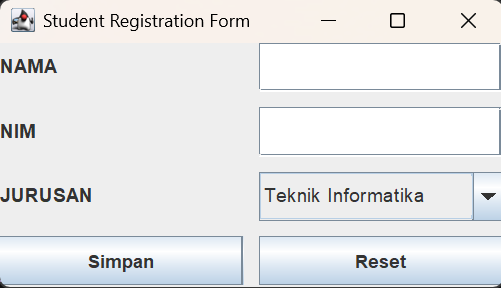 Student Registration Form
NAMA
NIM
JURUSAN
Teknik Informatika
Simpan
Reset